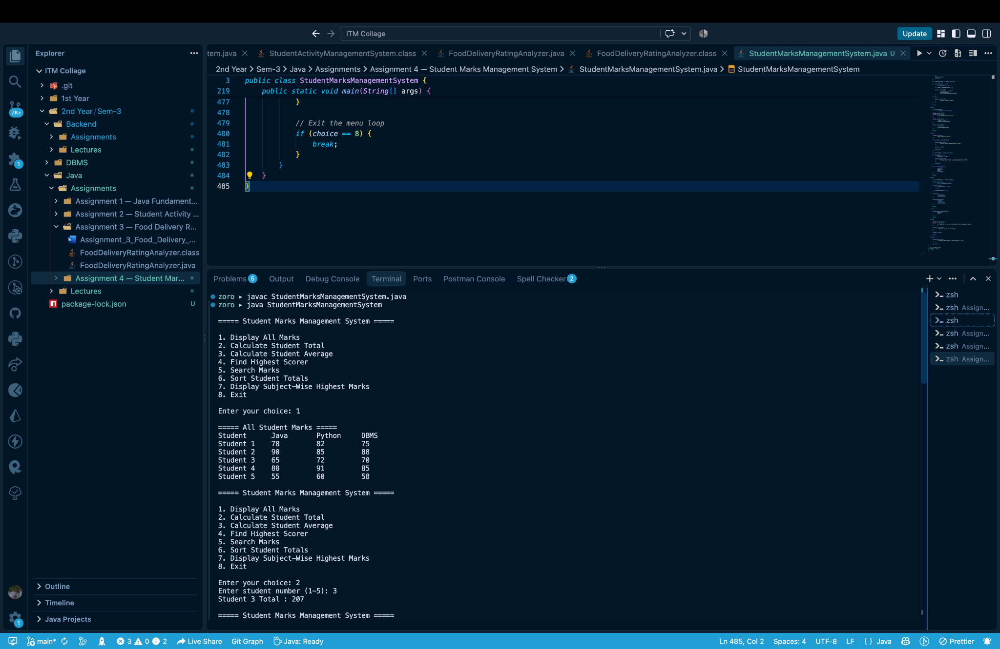 ITM Collage
Update
Explorer
ITM Collage
.git
1st Year
2nd Year / Sem-3
Backend
Assignments
Lectures
DBMS
Java
Assignments
Assignment 1 — Java Fundament...
Assignment 2 — Student Activity ...
Assignment 3 — Food Delivery R...
Assignment_3_Food_Delivery_...
FoodDeliveryRatingAnalyzer.class
FoodDeliveryRatingAnalyzer.java
Assignment 4 — Student Mar...
Lectures
package-lock.json U
Outline
Timeline
Java Projects
7K+
1
1
tem.java StudentActivityManagementSystem.class FoodDeliveryRatingAnalyzer.java FoodDeliveryRatingAnalyzer.class StudentMarksManagementSystem.java U
2nd Year > Sem-3 > Java > Assignments > Assignment 4 — Student Marks Management System > StudentMarksManagementSystem.java > StudentMarksManagementSystem
3 public class StudentMarksManagementSystem {
219 public static void main(String[] args) {
477 }
478
479 // Exit the menu loop
480 if (choice == 8) {
481 break;
482 }
483 }
484 }
485 }
Problems 5 Output Debug Console Terminal Ports Postman Console Spell Checker 2
zoro ▸ javac StudentMarksManagementSystem.java
zoro ▸ java StudentMarksManagementSystem
===== Student Marks Management System =====
1. Display All Marks
2. Calculate Student Total
3. Calculate Student Average
4. Find Highest Scorer
5. Search Marks
6. Sort Student Totals
7. Display Subject-Wise Highest Marks
8. Exit
Enter your choice: 1
===== All Student Marks =====
Student Java Python DBMS
Student 1 78 82 75
Student 2 90 85 88
Student 3 65 72 70
Student 4 88 91 85
Student 5 55 60 58
===== Student Marks Management System =====
1. Display All Marks
2. Calculate Student Total
3. Calculate Student Average
4. Find Highest Scorer
5. Search Marks
6. Sort Student Totals
7. Display Subject-Wise Highest Marks
8. Exit
Enter your choice: 2
Enter student number (1-5): 3
Student 3 Total : 207
===== Student Marks Management System =====
zsh
zsh Assign...
zsh
zsh Assign...
zsh Assign...
zsh Assign...
main* 3 0 2 Live Share Git Graph Java: Ready Ln 485, Col 2 Spaces: 4 UTF-8 LF { } Java Prettier